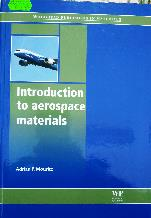 Introduction
to aerospace
materials
Adrian P. Mouritz